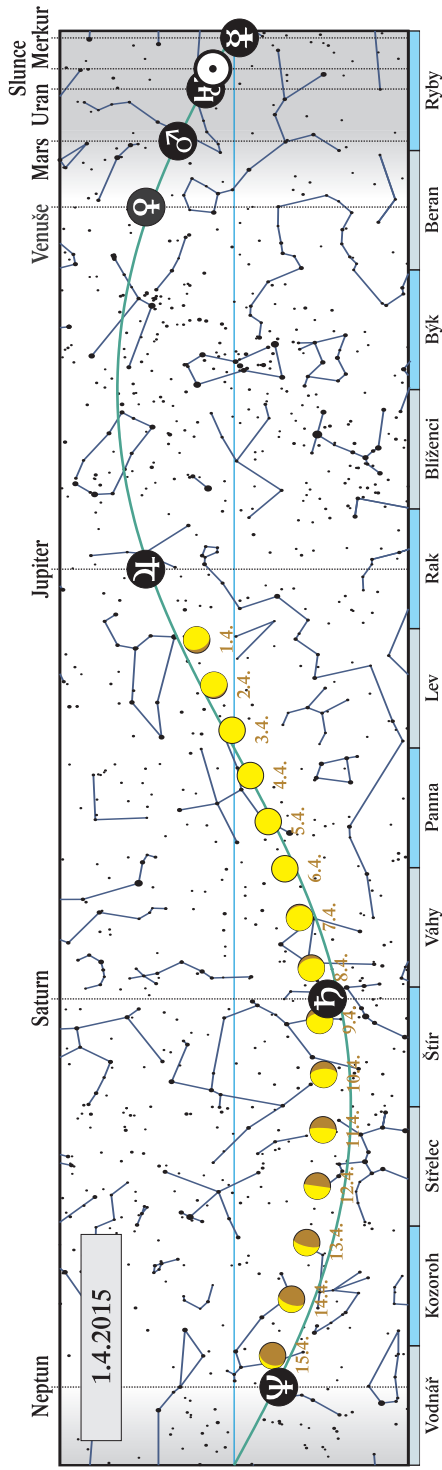 Neptun Saturn Jupiter Venuše Mars Uran Slunce Merkur
1.4.2015
15.4. 14.4. 13.4. 12.4. 11.4. 10.4. 9.4. 8.4. 7.4. 6.4. 5.4. 4.4. 3.4. 2.4. 1.4.
Vodnář Kozoroh Střelec Štír Váhy Panna Lev Rak Blíženci Býk Beran Ryby